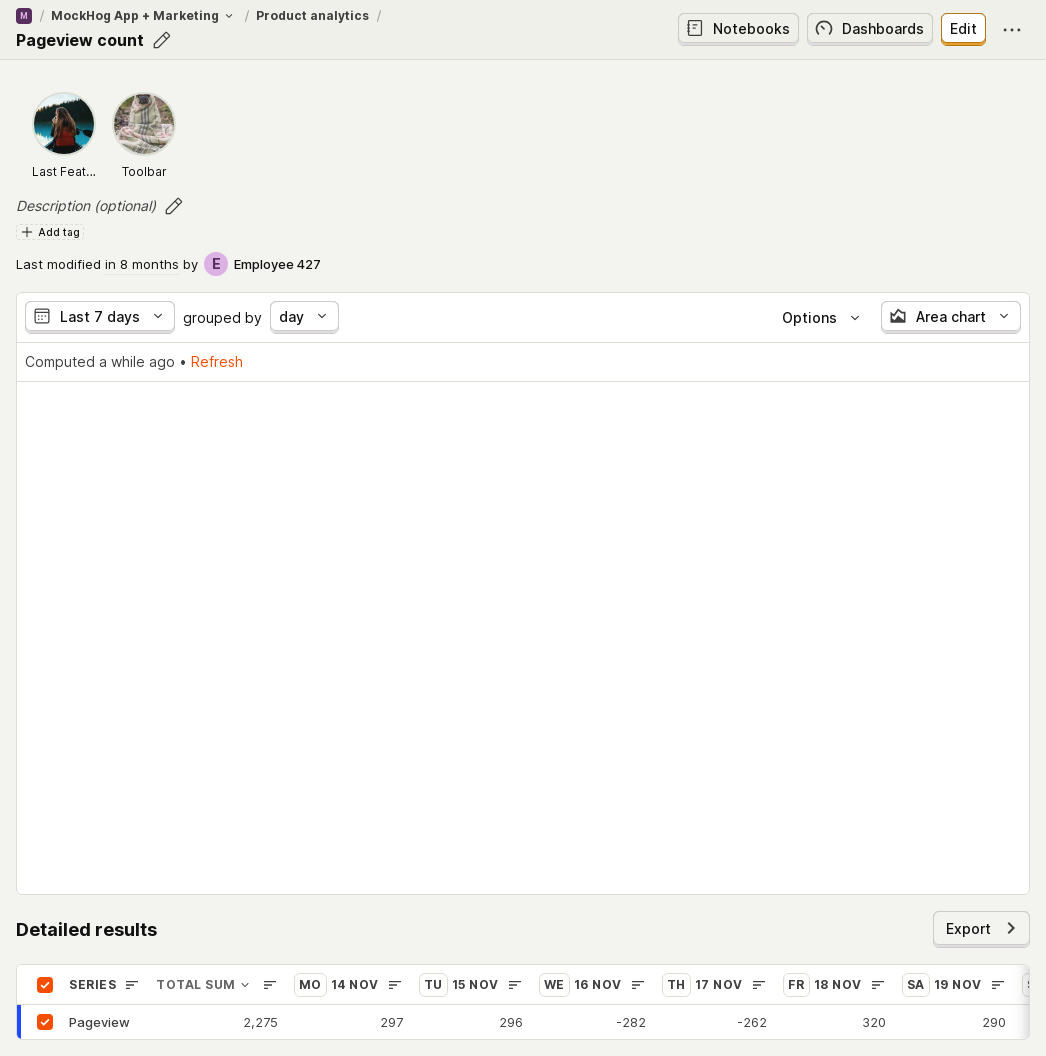 M / MockHog App + Marketing / Product analytics /
Pageview count
Notebooks Dashboards Edit
Last Feat... Toolbar
Description (optional)
Add tag
Last modified in 8 months by E Employee 427
Last 7 days grouped by day Options Area chart
Computed a while ago • Refresh
Detailed results
Export
SERIES TOTAL SUM MO 14 NOV TU 15 NOV WE 16 NOV TH 17 NOV FR 18 NOV SA 19 NOV
Pageview 2,275 297 296 -282 -262 320 290